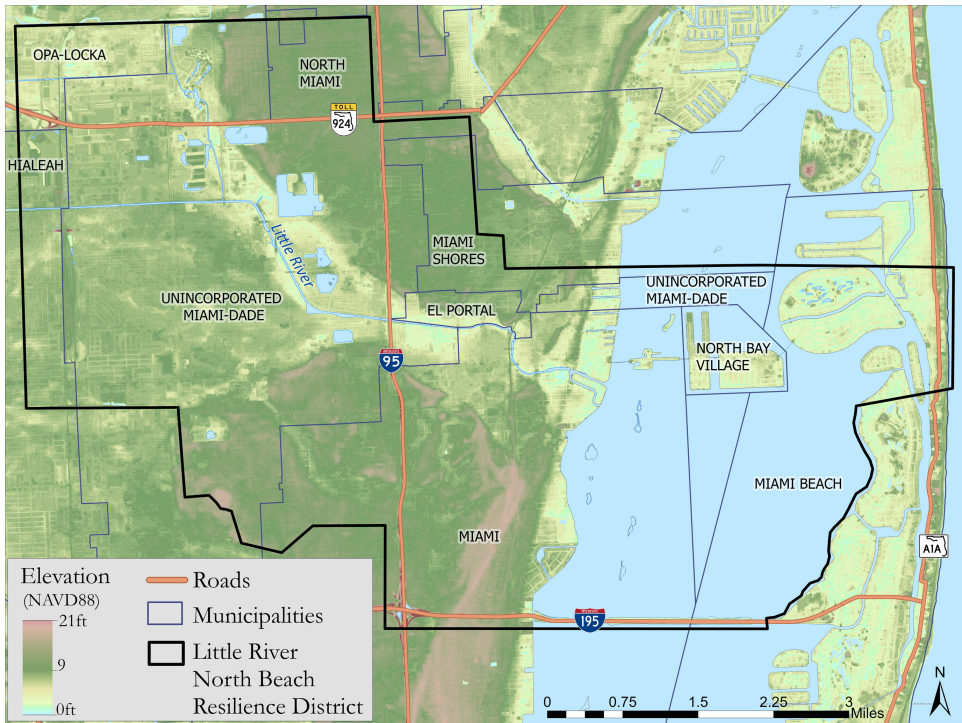 OPA-LOCKA
NORTH
MIAMI
TOLL
924
HIALEAH
Little River
MIAMI
SHORES
UNINCORPORATED
MIAMI-DADE
UNINCORPORATED
MIAMI-DADE
EL PORTAL
NORTH BAY
VILLAGE
INTERSTATE
95
MIAMI BEACH
MIAMI
A1A
INTERSTATE
195
Elevation
(NAVD88)
21ft
9
0ft
Roads
Municipalities
Little River
North Beach
Resilience District
0 0.75 1.5 2.25 3
Miles
N